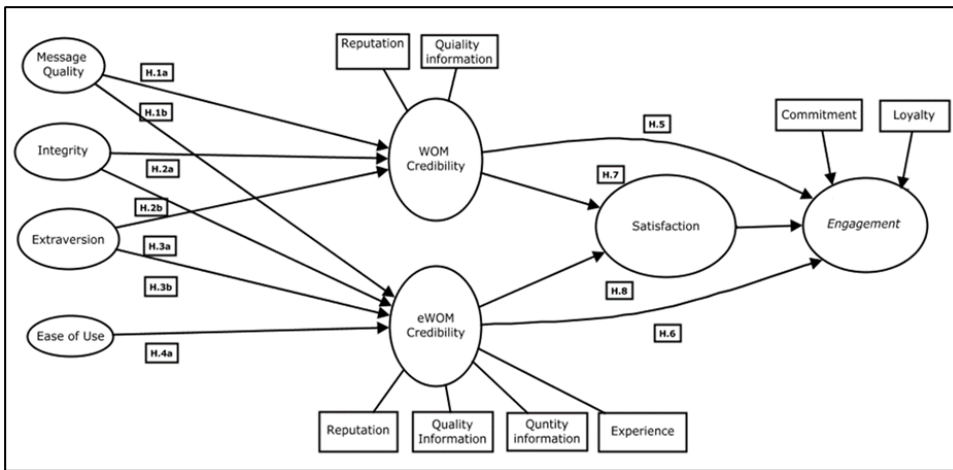 Message
Quality
Integrity
Extraversion
Ease of Use
H.1a
H.1b
H.2a
H.2b
H.3a
H.3b
H.4a
Reputation
Quiality
information
WOM
Credibility
eWOM
Credibility
Reputation
Quality
Information
Quntity
information
Experience
H.5
H.7
Satisfaction
H.8
H.6
Commitment
Loyalty
Engagement